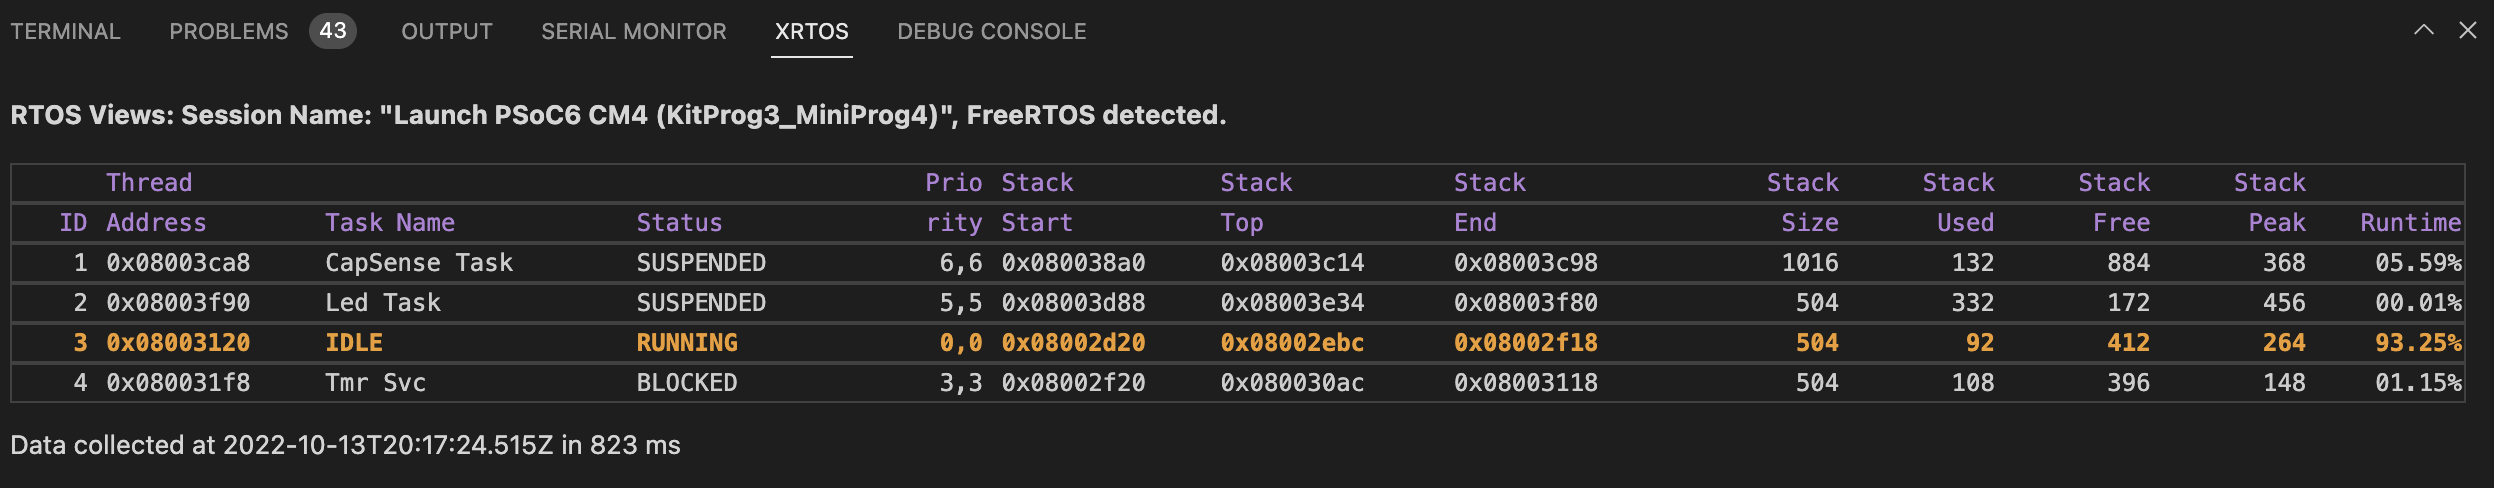 TERMINAL PROBLEMS 43 OUTPUT SERIAL MONITOR XRTOS DEBUG CONSOLE
RTOS Views: Session Name: "Launch PSoC6 CM4 (KitProg3_MiniProg4)", FreeRTOS detected.
Thread Prio Stack Stack Stack Stack Stack Stack Stack
ID Address Task Name Status rity Start Top End Size Used Free Peak Runtime
1 0x08003ca8 CapSense Task SUSPENDED 6,6 0x080038a0 0x08003c14 0x08003c98 1016 132 884 368 05.59%
2 0x08003f90 Led Task SUSPENDED 5,5 0x08003d88 0x08003e34 0x08003f80 504 332 172 456 00.01%
3 0x08003120 IDLE RUNNING 0,0 0x08002d20 0x08002ebc 0x08002f18 504 92 412 264 93.25%
4 0x080031f8 Tmr Svc BLOCKED 3,3 0x08002f20 0x080030ac 0x08003118 504 108 396 148 01.15%
Data collected at 2022-10-13T20:17:24.515Z in 823 ms